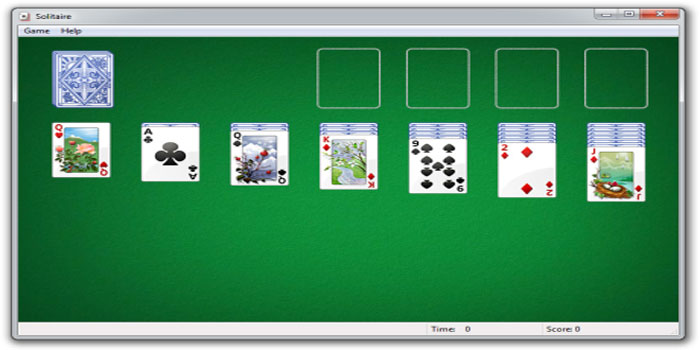 Solitaire
Game Help
Q A Q K 9 2 J
Q A Q K 9 2 J
Time: 0 Score: 0